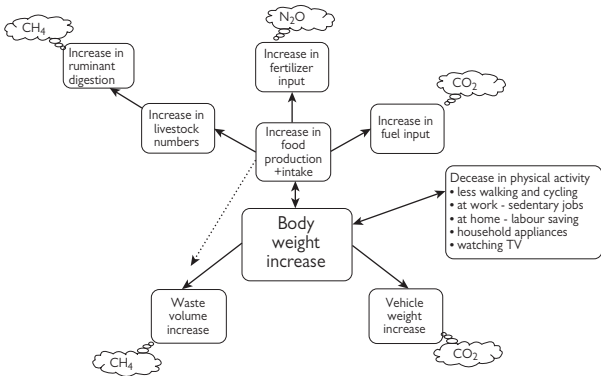 CH4
N2O
CO2
Increase in
ruminant
digestion
Increase in
fertilizer
input
Increase in
livestock
numbers
Increase in
food
production
+intake
Increase in
fuel input
Decease in physical activity
• less walking and cycling
• at work - sedentary jobs
• at home - labour saving
• household appliances
• watching TV
Body
weight
increase
Waste
volume
increase
Vehicle
weight
increase
CH4
CO2